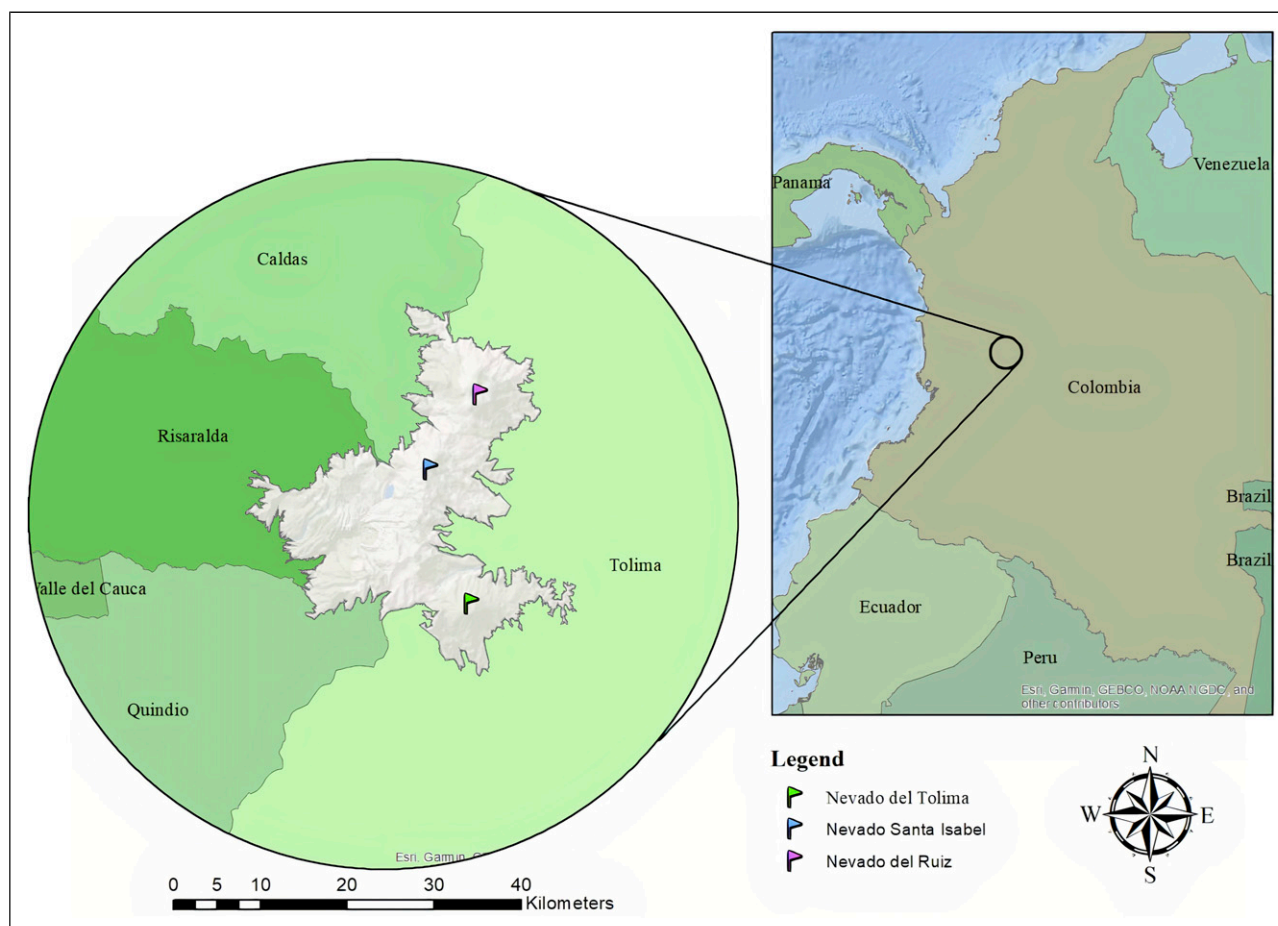 Caldas
Risaralda
Tolima
Valle del Cauca
Quindio
Esri, Garmin,
0 5 10 20 30 40
Kilometers
Panama
Venezuela
Colombia
Brazil
Brazil
Ecuador
Peru
Esri, Garmin, GEBCO, NOAA NGDC, and
other contributors
Legend
Nevado del Tolima
Nevado Santa Isabel
Nevado del Ruiz
N
W E
S